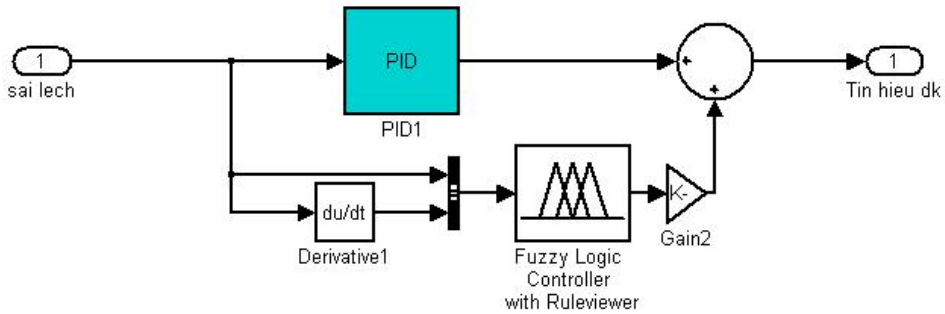 1
sai lech
PID
PID1
1
Tin hieu dk
du/dt
Derivative1
Fuzzy Logic
Controller
with Ruleviewer
K-
Gain2